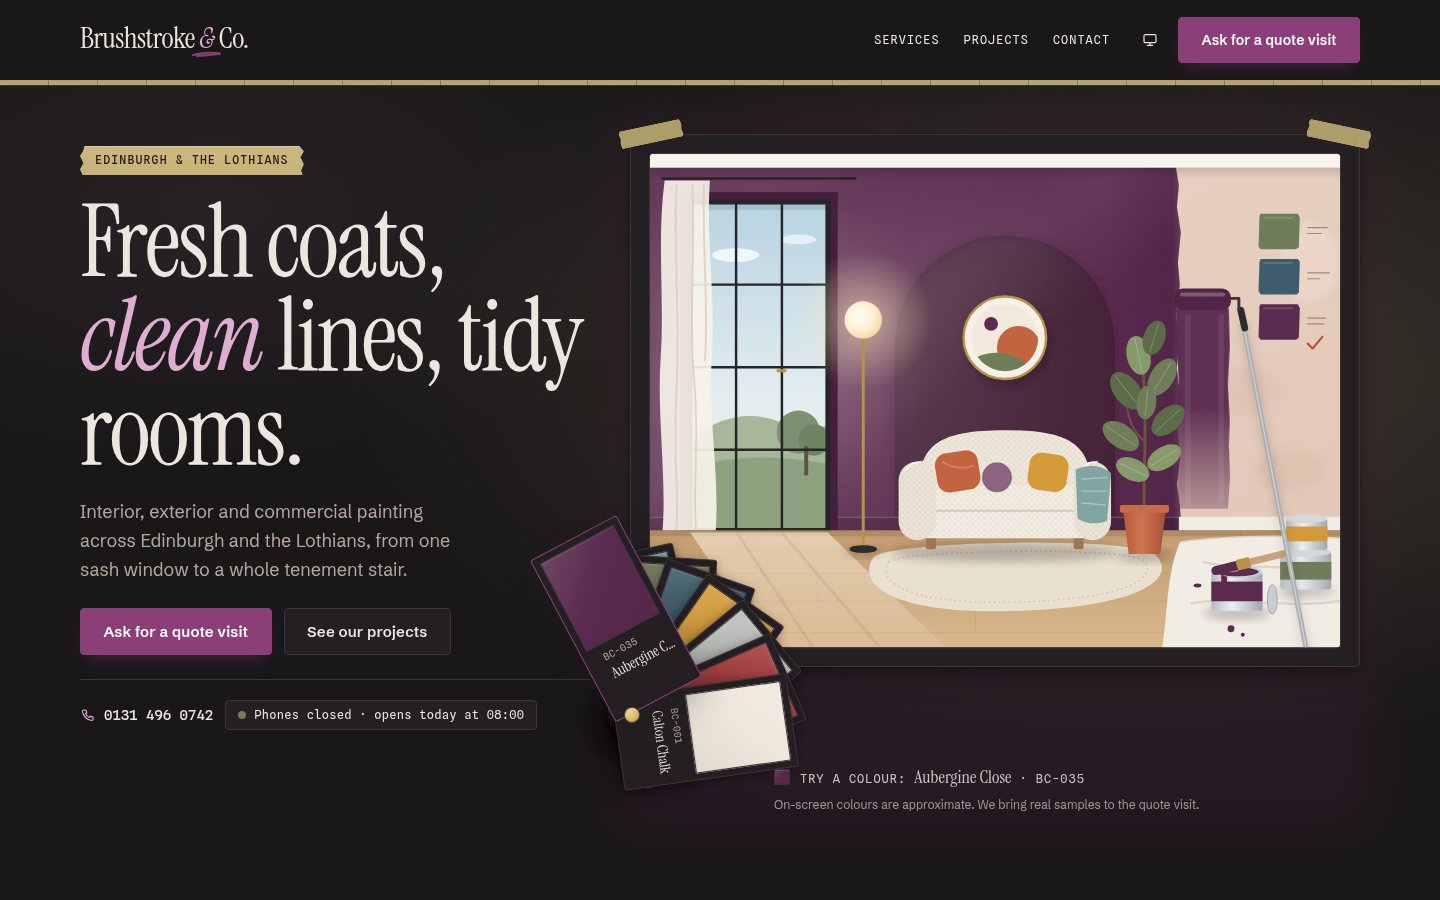 Brushstroke & Co.
SERVICES PROJECTS CONTACT
Ask for a quote visit
EDINBURGH & THE LOTHIANS
Fresh coats,
clean lines, tidy
rooms.
Interior, exterior and commercial painting
across Edinburgh and the Lothians, from one
sash window to a whole tenement stair.
Ask for a quote visit
See our projects
0131 496 0742
Phones closed · opens today at 08:00
BC-035
Aubergine C...
BC-001
Calton Chalk
TRY A COLOUR: Aubergine Close · BC-035
On-screen colours are approximate. We bring real samples to the quote visit.